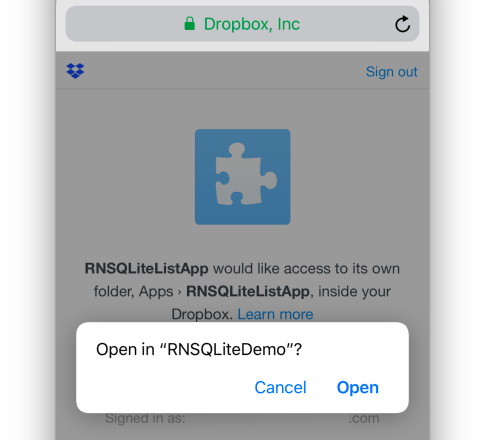 Dropbox, Inc
Sign out
RNSQLiteListApp would like access to its own
folder, Apps › RNSQLiteListApp, inside your
Dropbox. Learn more
Open in “RNSQLiteDemo”?
Cancel Open
Signed in as: .com